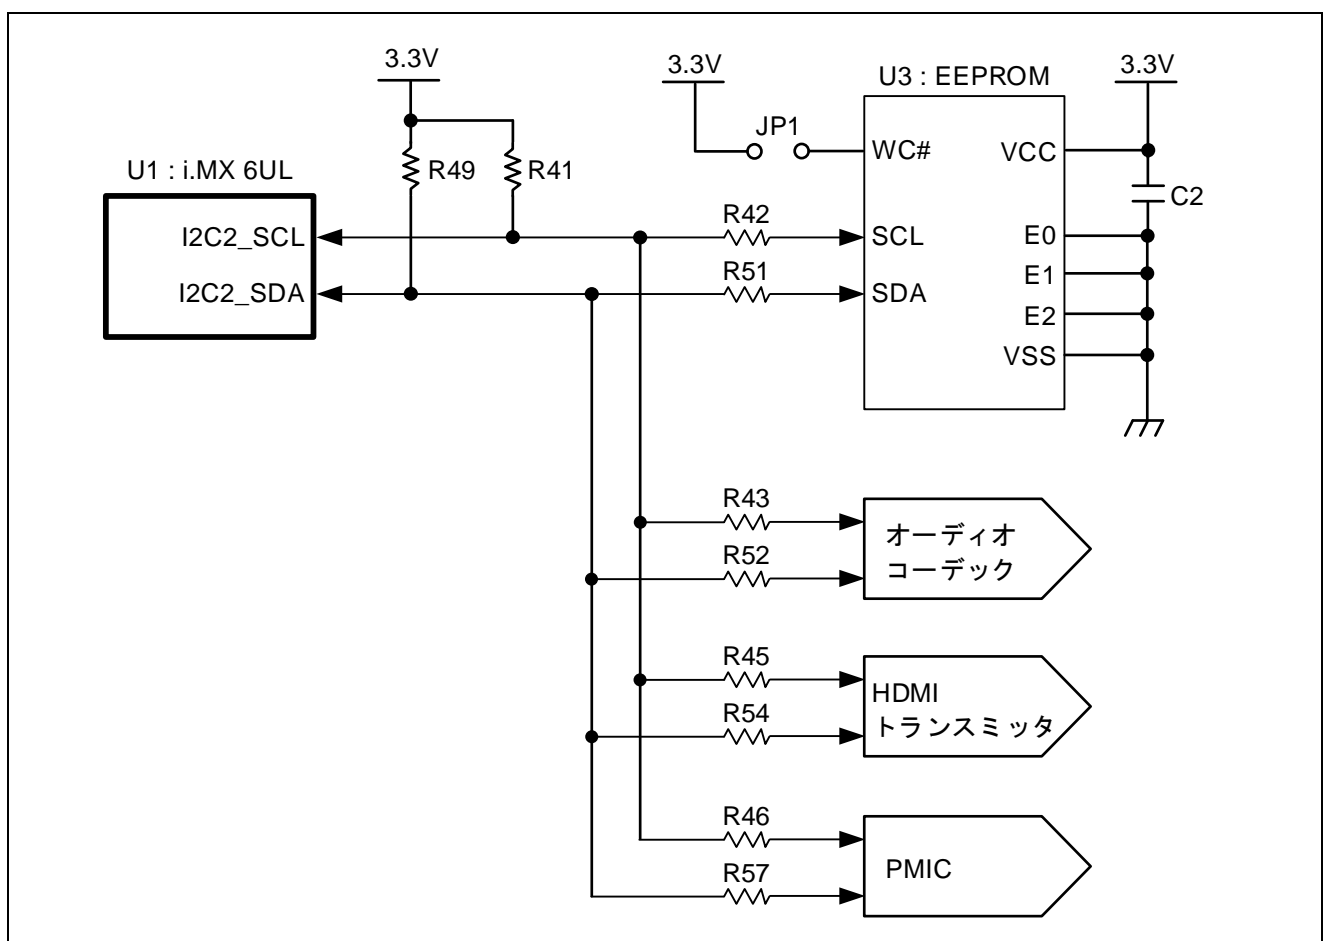 3.3V
3.3V
U3 : EEPROM
3.3V
JP1
WC#
VCC
U1 : i.MX 6UL
R49
R41
C2
R42
I2C2_SCL
SCL
E0
R51
E1
I2C2_SDA
SDA
E2
VSS
R43
オーディオ
コーデック
R52
R45
HDMI
トランスミッタ
R54
R46
PMIC
R57